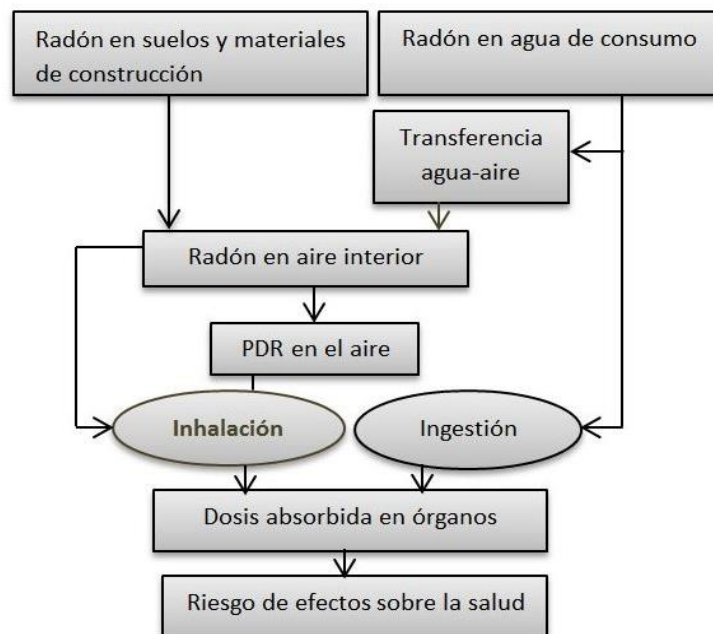 Radón en suelos y materiales
de construcción
Radón en agua de consumo
Transferencia
agua-aire
Radón en aire interior
PDR en el aire
Inhalación
Ingestión
Dosis absorbida en órganos
Riesgo de efectos sobre la salud